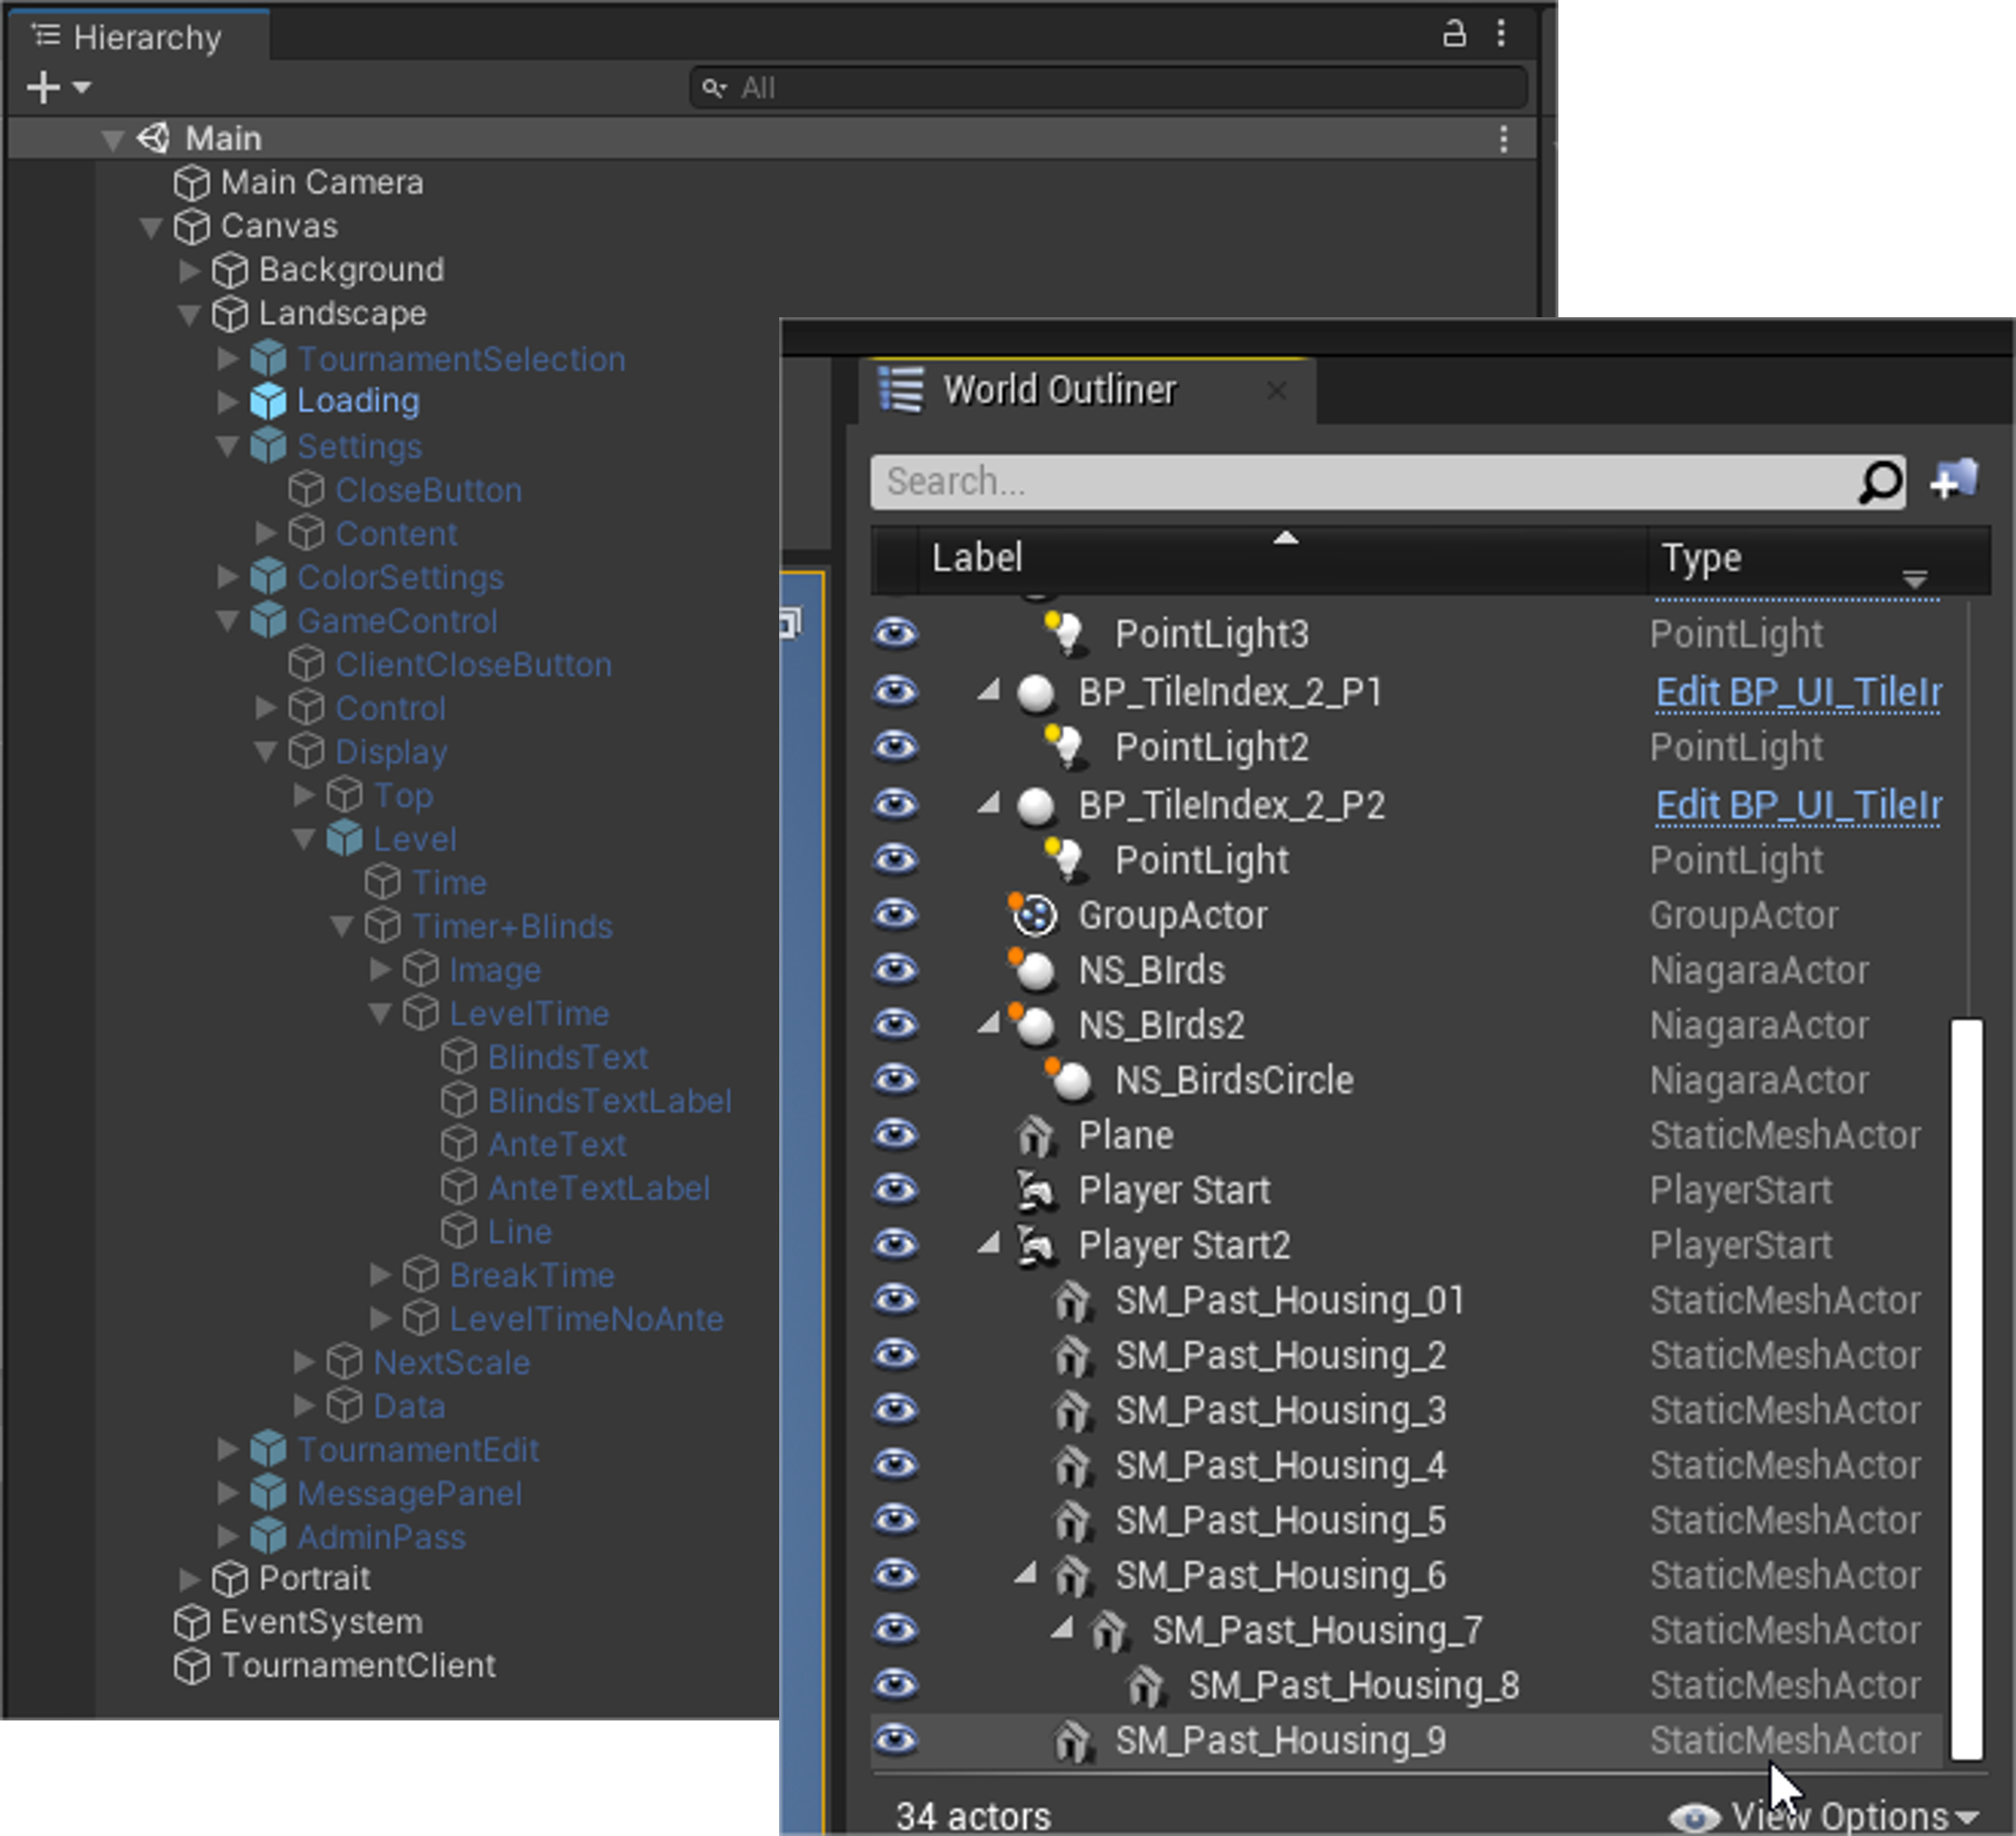 Hierarchy
All
Main
Main Camera
Canvas
Background
Landscape
TournamentSelection
Loading
Settings
CloseButton
Content
ColorSettings
GameControl
ClientCloseButton
Control
Display
Top
Level
Time
Timer+Blinds
Image
LevelTime
BlindsText
BlindsTextLabel
AnteText
AnteTextLabel
Line
BreakTime
LevelTimeNoAnte
NextScale
Data
TournamentEdit
MessagePanel
AdminPass
Portrait
EventSystem
TournamentClient
World Outliner
Search...
Label Type
PointLight3 PointLight
BP_TileIndex_2_P1 Edit BP_UI_TileIr
PointLight2 PointLight
BP_TileIndex_2_P2 Edit BP_UI_TileIr
PointLight PointLight
GroupActor GroupActor
NS_BIrds NiagaraActor
NS_BIrds2 NiagaraActor
NS_BirdsCircle NiagaraActor
Plane StaticMeshActor
Player Start PlayerStart
Player Start2 PlayerStart
SM_Past_Housing_01 StaticMeshActor
SM_Past_Housing_2 StaticMeshActor
SM_Past_Housing_3 StaticMeshActor
SM_Past_Housing_4 StaticMeshActor
SM_Past_Housing_5 StaticMeshActor
SM_Past_Housing_6 StaticMeshActor
SM_Past_Housing_7 StaticMeshActor
SM_Past_Housing_8 StaticMeshActor
SM_Past_Housing_9 StaticMeshActor
34 actors View Options